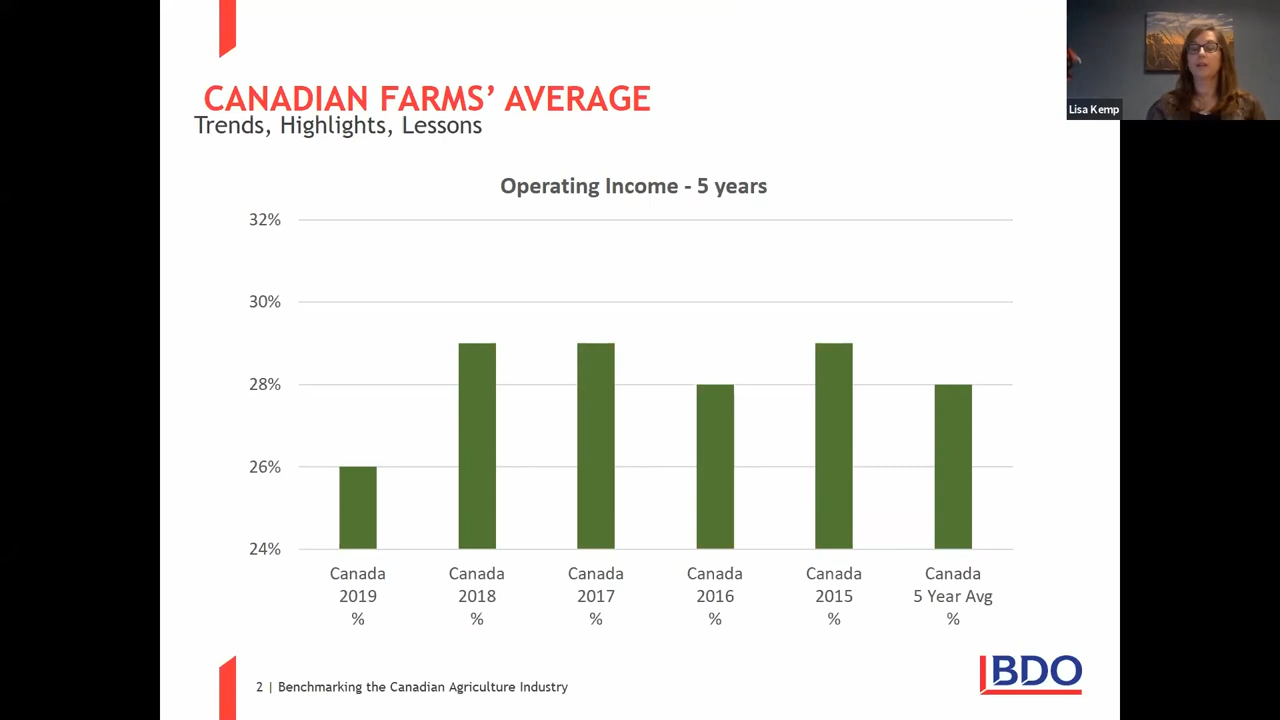 CANADIAN FARMS’ AVERAGE
Trends, Highlights, Lessons
Lisa Kemp
Operating Income - 5 years
32%
30%
28%
26%
24%
Canada 2019 %
Canada 2018 %
Canada 2017 %
Canada 2016 %
Canada 2015 %
Canada 5 Year Avg %
2 | Benchmarking the Canadian Agriculture Industry
BDO